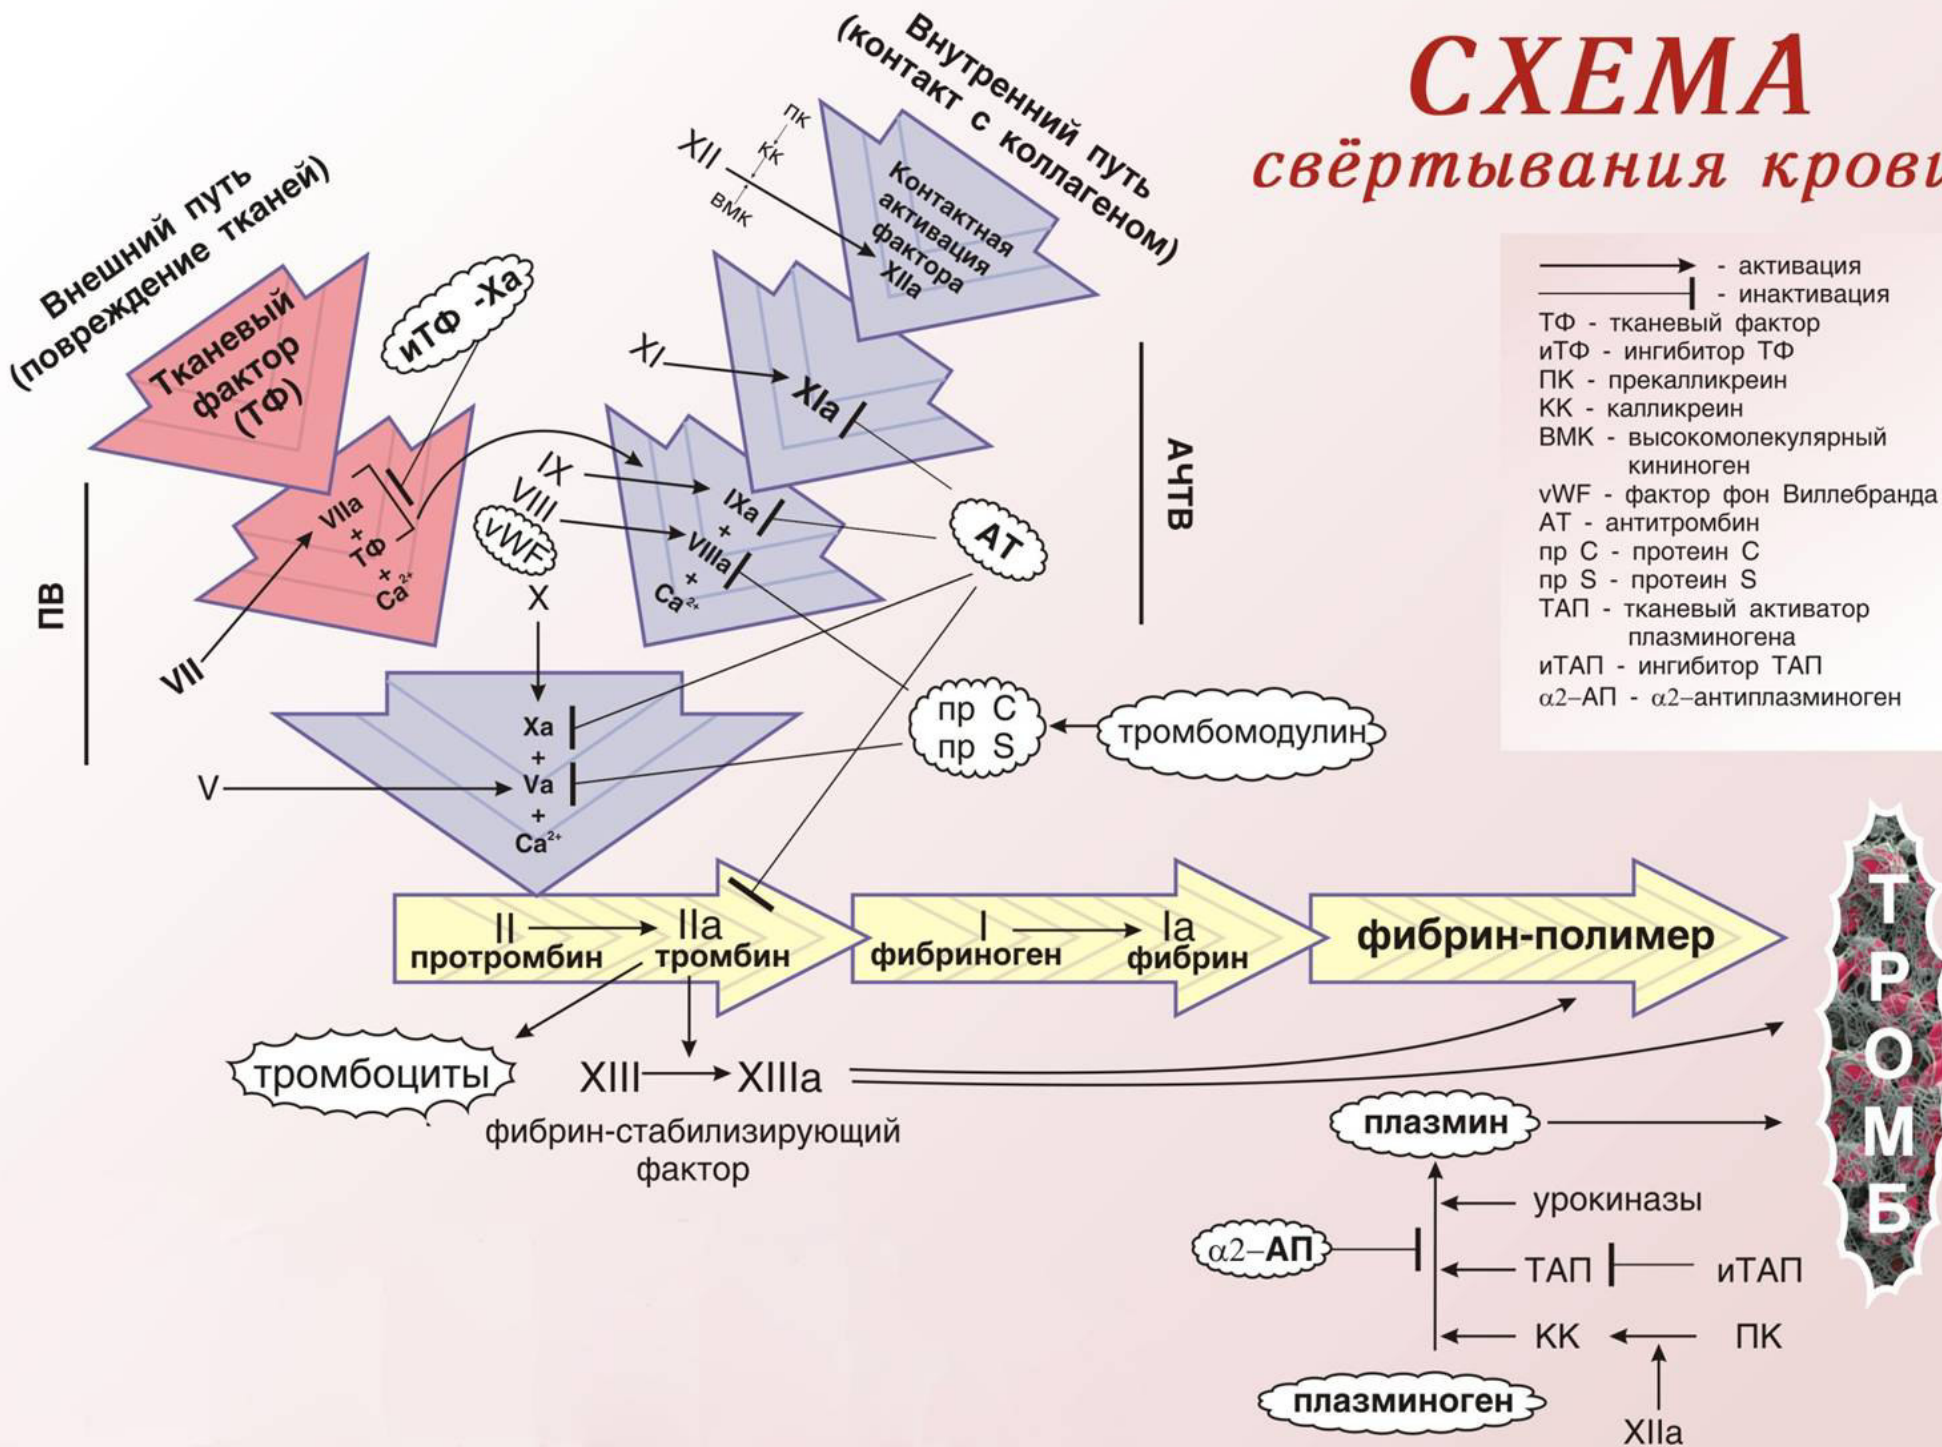 СХЕМА
свёртывания крови
Внешний путь
(повреждение тканей)
Внутренний путь
(контакт с коллагеном)
XII
ПК
КК
ВМК
Контактная
активация
фактора
XIIa
Тканевый
фактор
(ТФ)
иТФ -Xa
XI
XIa
VIIa
+
ТФ
+
Ca2+
VII
IX
VIII
vWF
X
IXa
+
VIIIa
+
Ca2+
АТ
ПВ
АЧТВ
Xa
+
Va
+
Ca2+
V
пр C
пр S
тромбомодулин
- активация
- инактивация
ТФ - тканевый фактор
иТФ - ингибитор ТФ
ПК - прекалликреин
КК - калликреин
ВМК - высокомолекулярный
кининоген
vWF - фактор фон Виллебранда
АТ - антитромбин
пр C - протеин C
пр S - протеин S
ТАП - тканевый активатор
плазминогена
иТАП - ингибитор ТАП
α2–АП - α2–антиплазминоген
II
протромбин
IIa
тромбин
I
фибриноген
Ia
фибрин
фибрин-полимер
ТРОМБ
тромбоциты
XIII
XIIIa
фибрин-стабилизирующий
фактор
плазмин
урокиназы
α2–АП
ТАП
иТАП
КК
ПК
плазминоген
XIIa